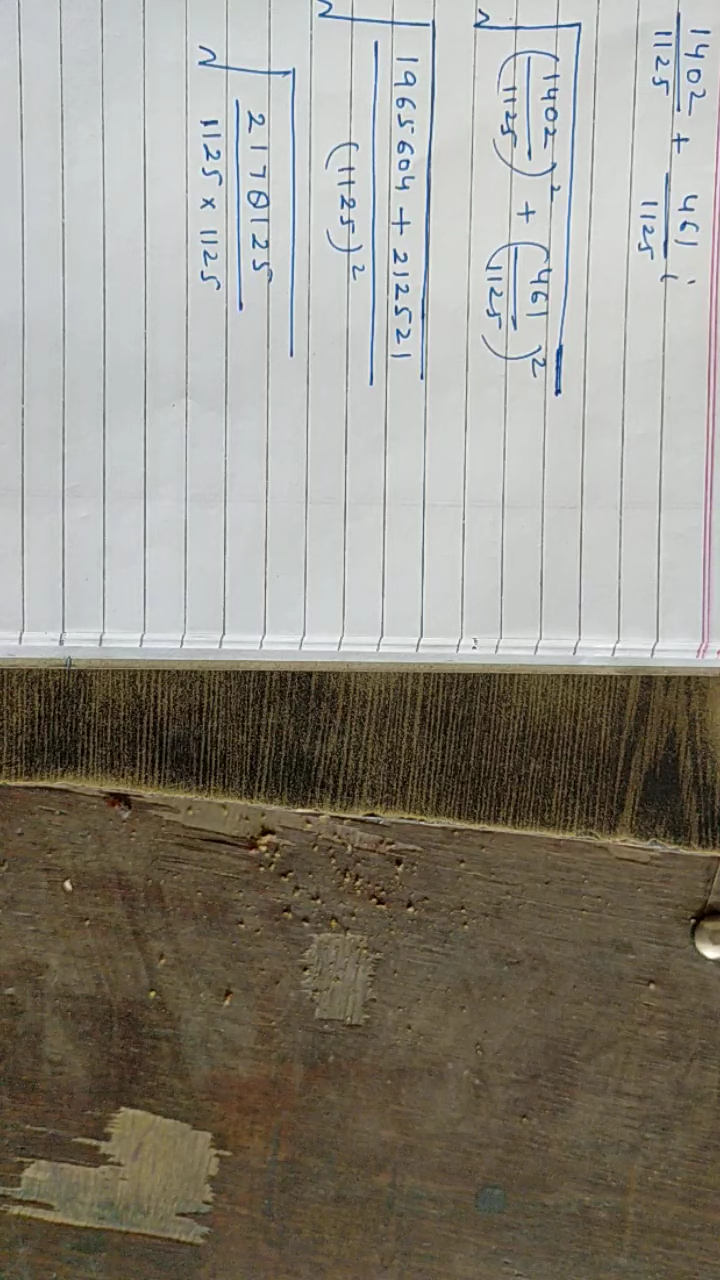 1402/1125 + 461/1125 i
√((1402/1125)² + (461/1125)²)
√((1965604 + 212521)/(1125)²)
√(2178125/(1125 x 1125))